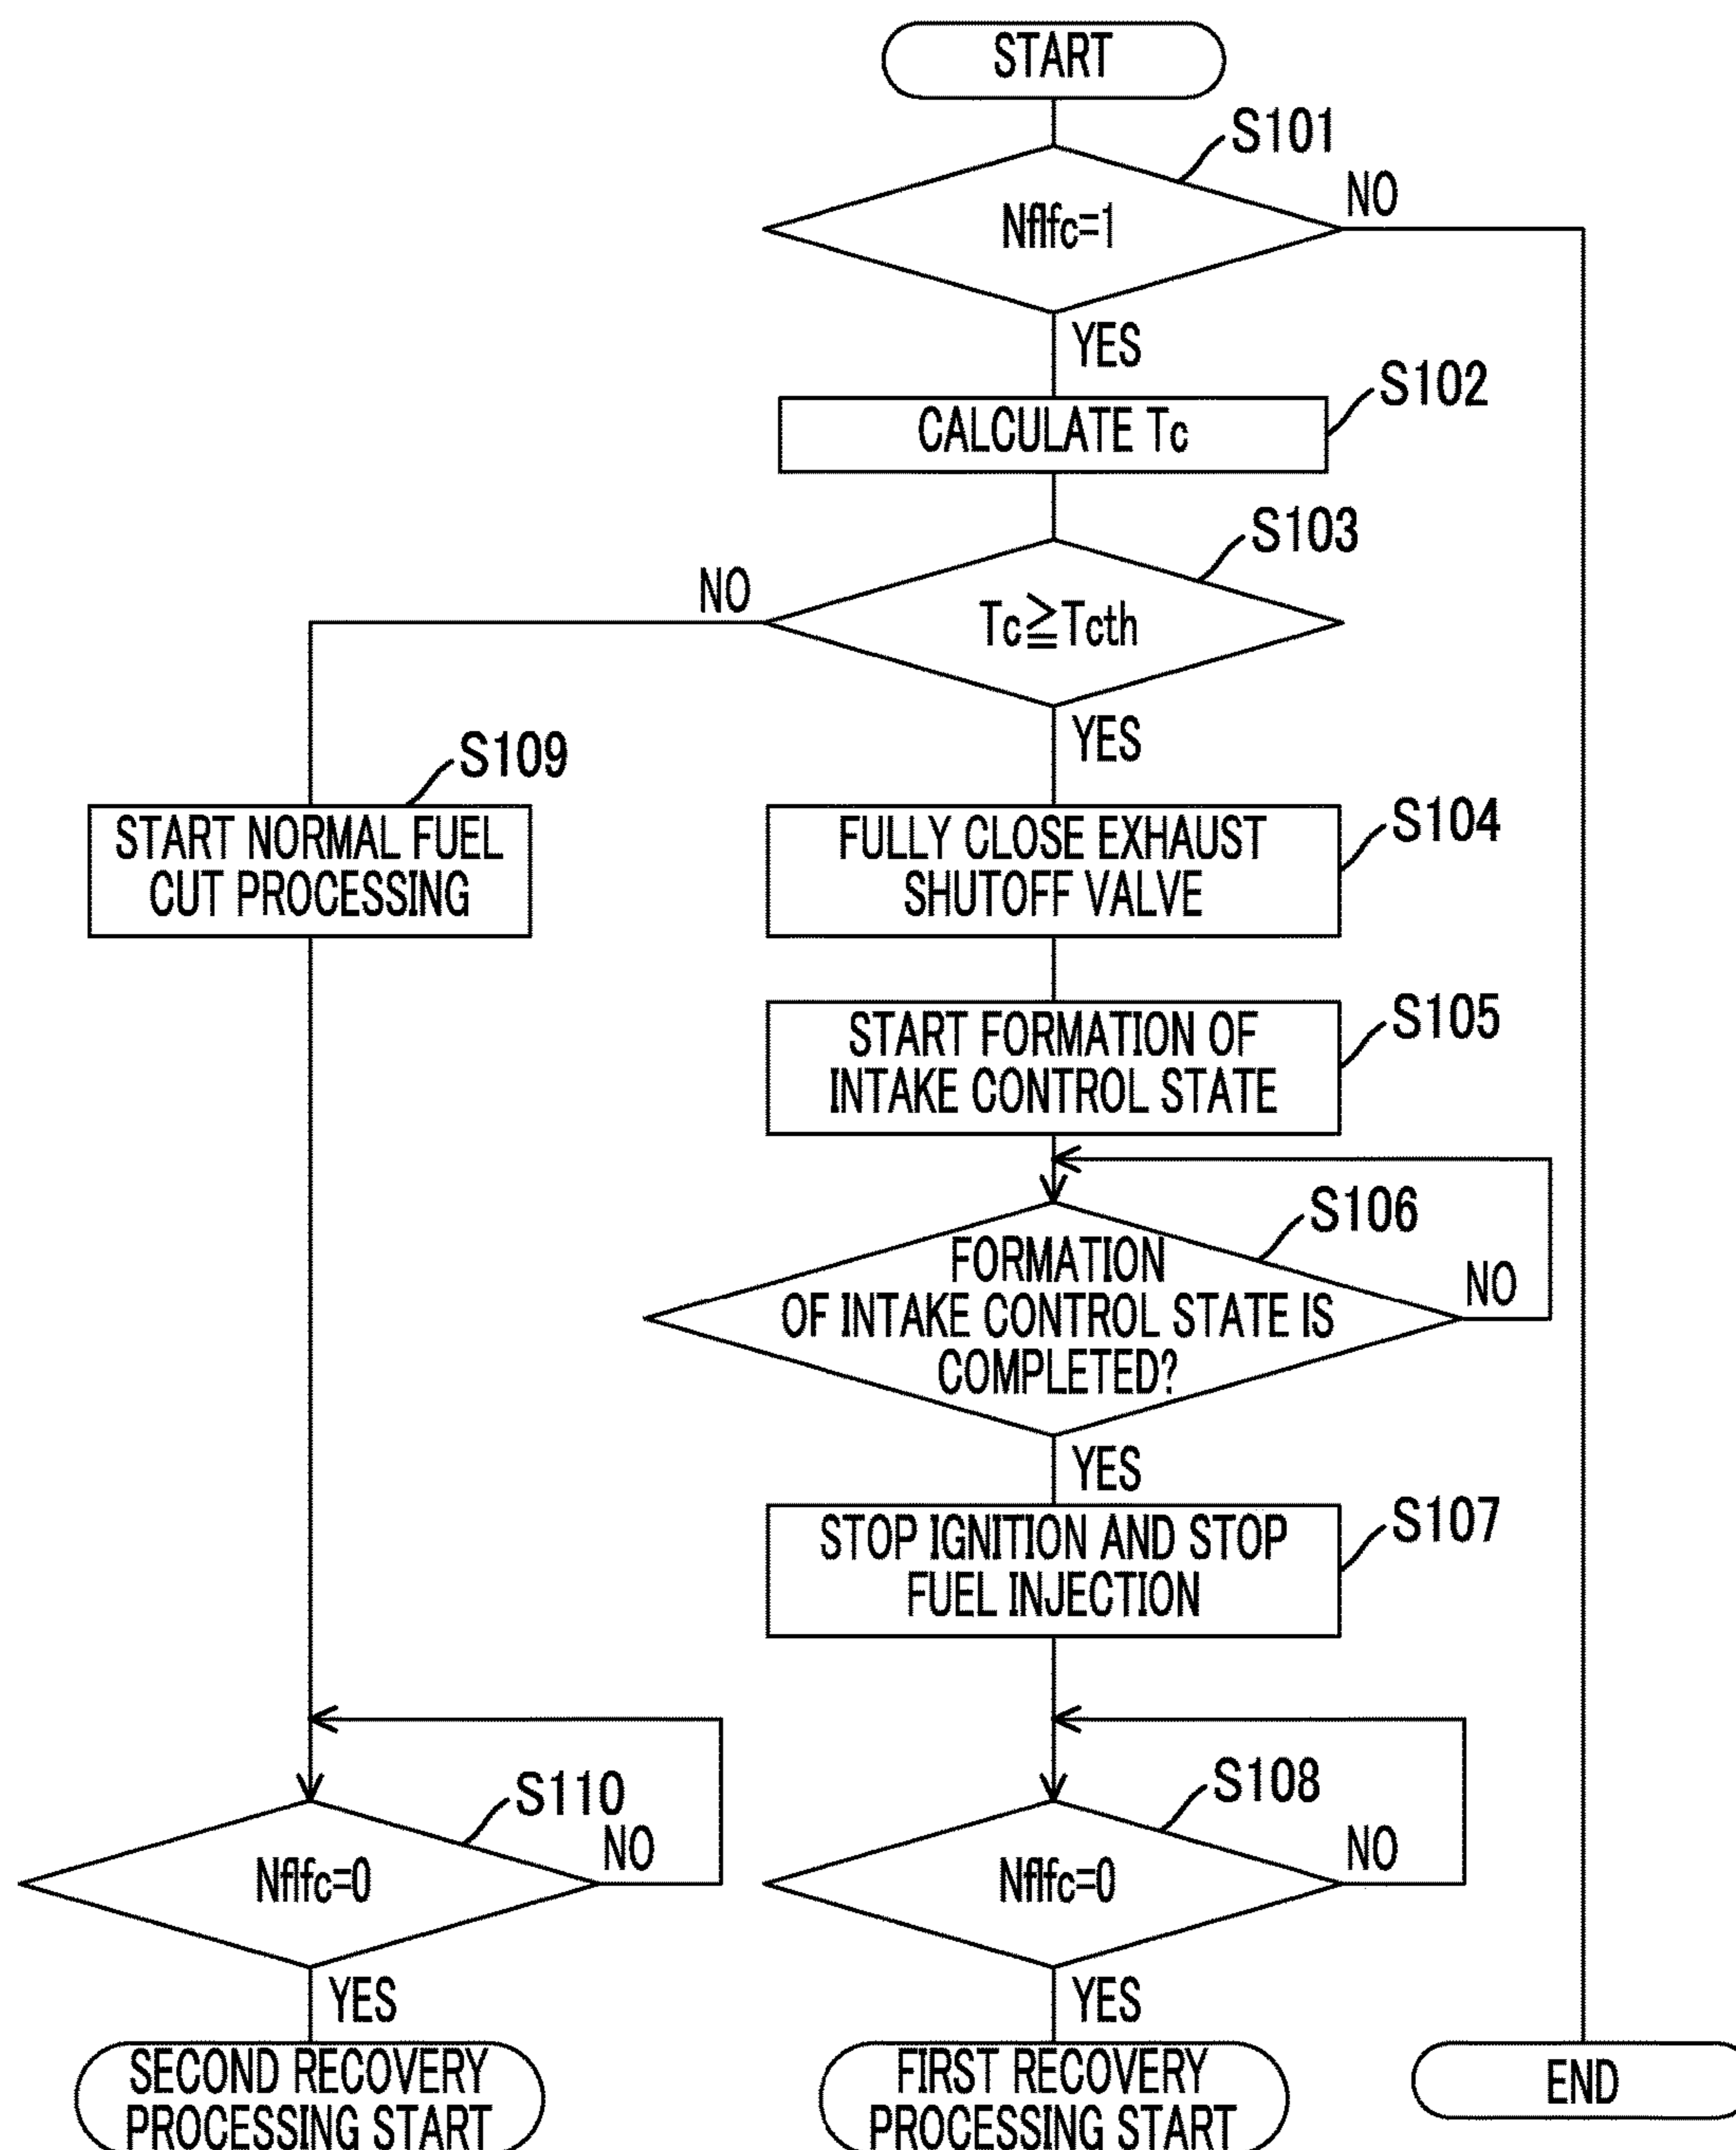 START
S101
Nflfc=1
NO
YES
S102
CALCULATE Tc
S103
Tc≧Tcth
NO
YES
S109
START NORMAL FUEL
CUT PROCESSING
S104
FULLY CLOSE EXHAUST
SHUTOFF VALVE
S105
START FORMATION OF
INTAKE CONTROL STATE
S106
FORMATION
OF INTAKE CONTROL STATE IS
COMPLETED?
NO
YES
S107
STOP IGNITION AND STOP
FUEL INJECTION
S110
Nflfc=0
NO
YES
S108
Nflfc=0
NO
YES
SECOND RECOVERY
PROCESSING START
FIRST RECOVERY
PROCESSING START
END